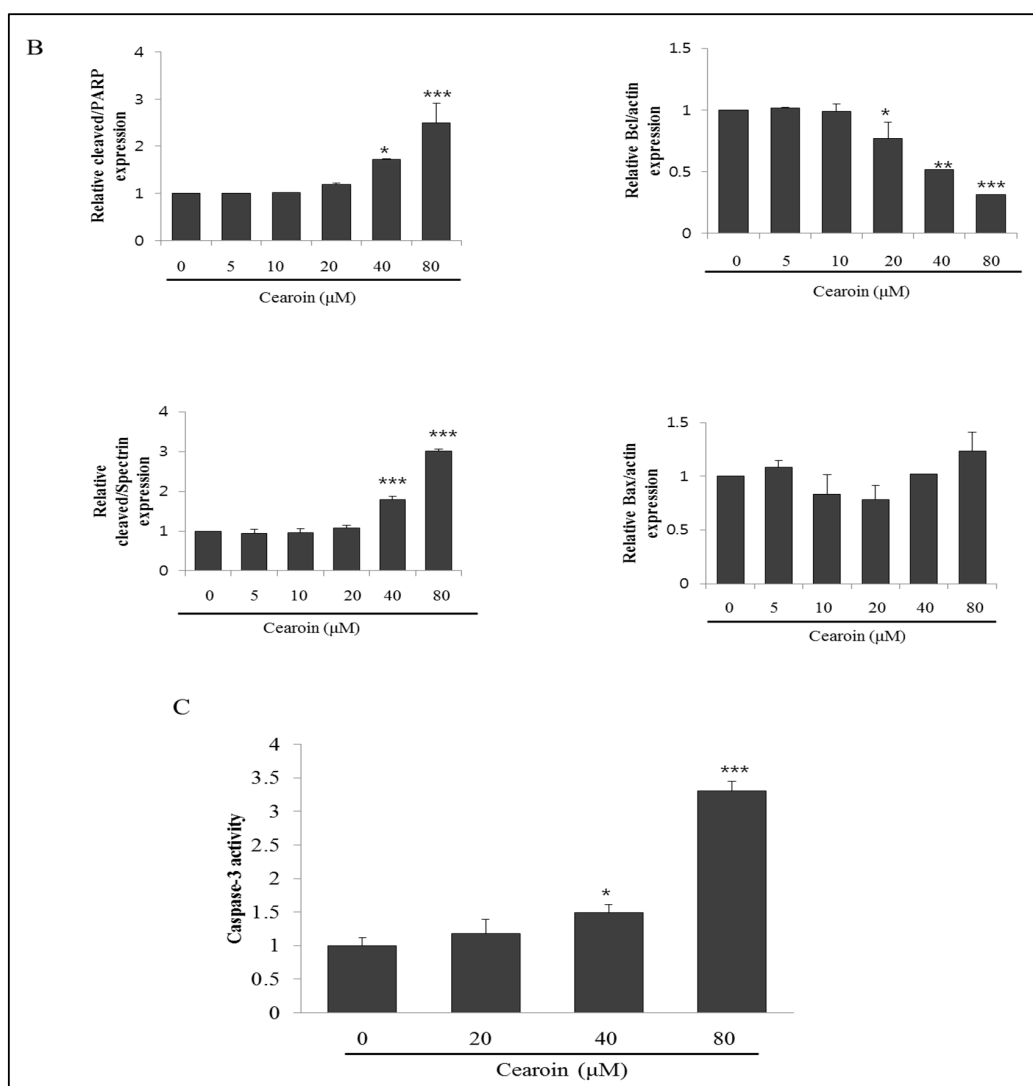 B
Relative cleaved/PARP
expression
4
3
2
1
0
*
***
0 5 10 20 40 80
Cearoin (μM)
Relative Bcl/actin
expression
1.5
1
0.5
0
*
**
***
0 5 10 20 40 80
Cearoin (μM)
Relative
cleaved/Spectrin
expression
4
3
2
1
0
***
***
0 5 10 20 40 80
Cearoin (μM)
Relative Bax/actin
expression
1.5
1
0.5
0
0 5 10 20 40 80
Cearoin (μM)
C
Caspase-3 activity
4
3.5
3
2.5
2
1.5
1
0.5
0
*
***
0 20 40 80
Cearoin (μM)